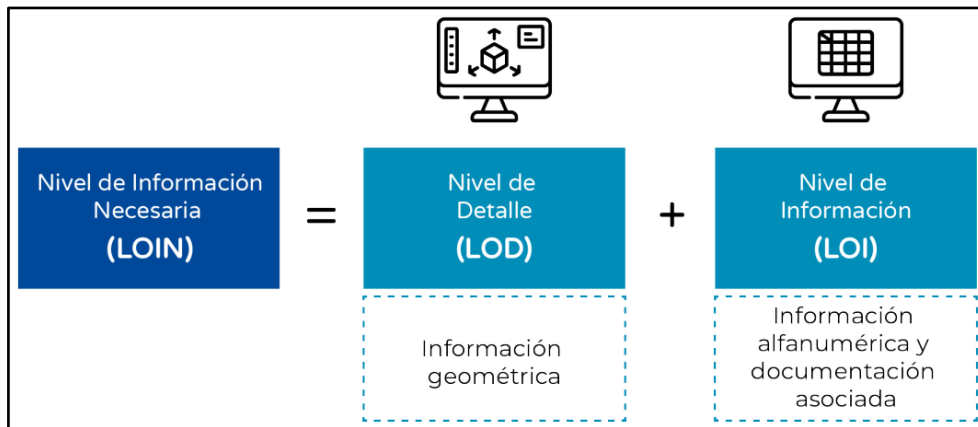 Nivel de Información
Necesaria
(LOIN)
=
Nivel de
Detalle
(LOD)
+
Nivel de
Información
(LOI)
Información
geométrica
Información
alfanumérica y
documentación
asociada